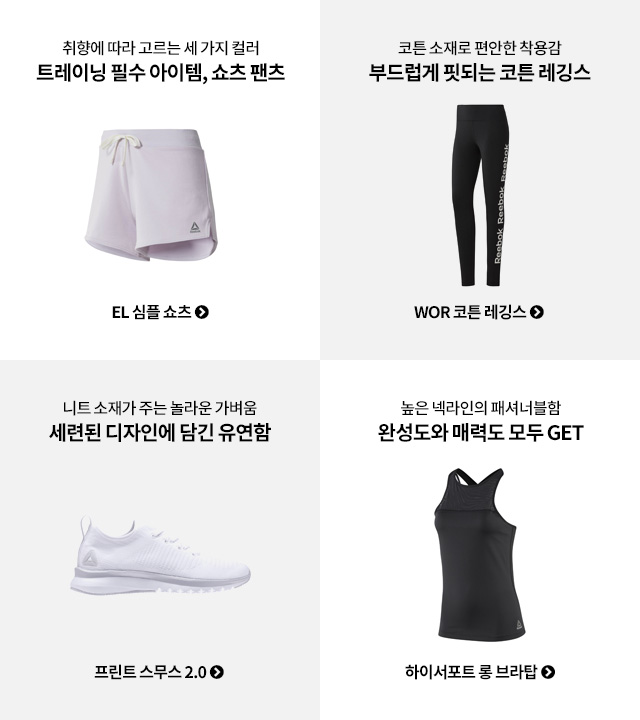 취향에 따라 고르는 세 가지 컬러
트레이닝 필수 아이템, 쇼츠 팬츠
EL 심플 쇼츠
코튼 소재로 편안한 착용감
부드럽게 핏되는 코튼 레깅스
Reebok Reebok Reebok
WOR 코튼 레깅스
니트 소재가 주는 놀라운 가벼움
세련된 디자인에 담긴 유연함
프린트 스무스 2.0
높은 넥라인의 패셔너블함
완성도와 매력도 모두 GET
하이서포트 롱 브라탑